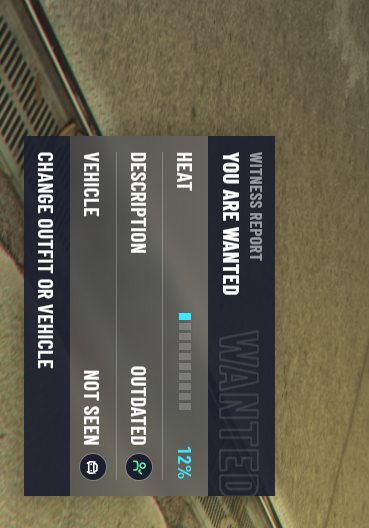 WITNESS REPORT
YOU ARE WANTED
WANTED
HEAT 12%
DESCRIPTION OUTDATED
VEHICLE NOT SEEN
CHANGE OUTFIT OR VEHICLE